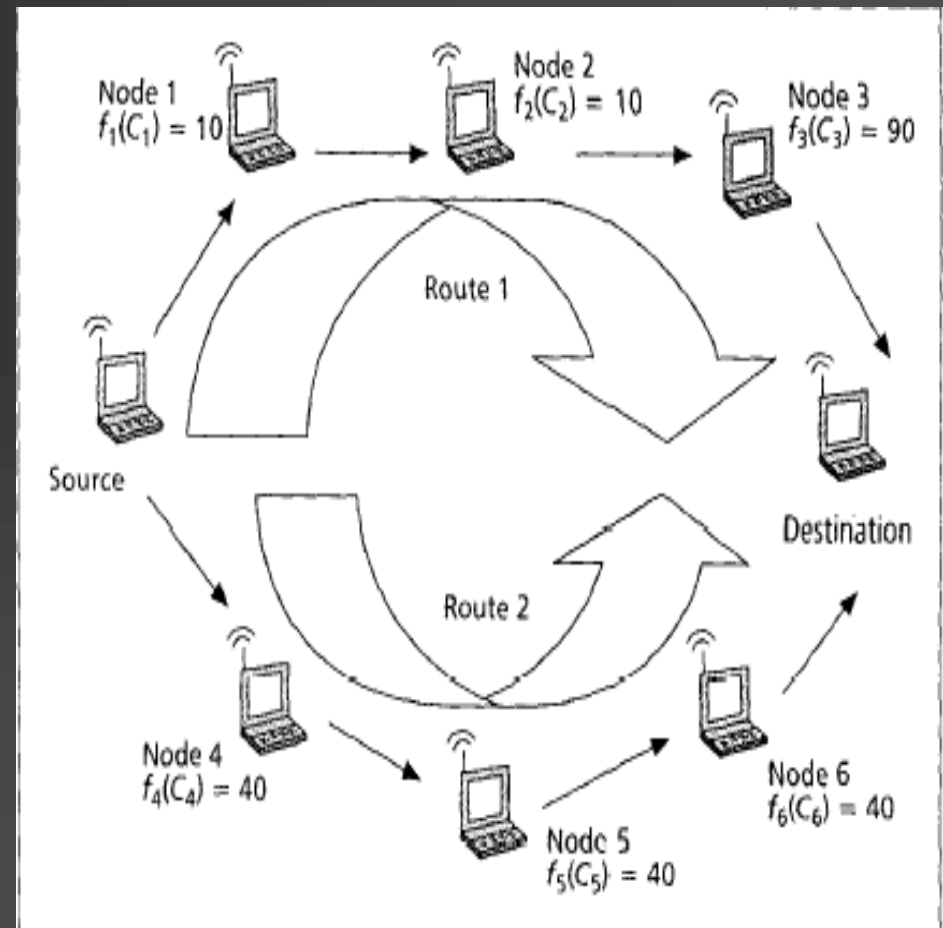 Node 1
f₁(C₁) = 10
Node 2
f₂(C₂) = 10
Node 3
f₃(C₃) = 90
Route 1
Source
Destination
Route 2
Node 4
f₄(C₄) = 40
Node 5
f₅(C₅) = 40
Node 6
f₆(C₆) = 40